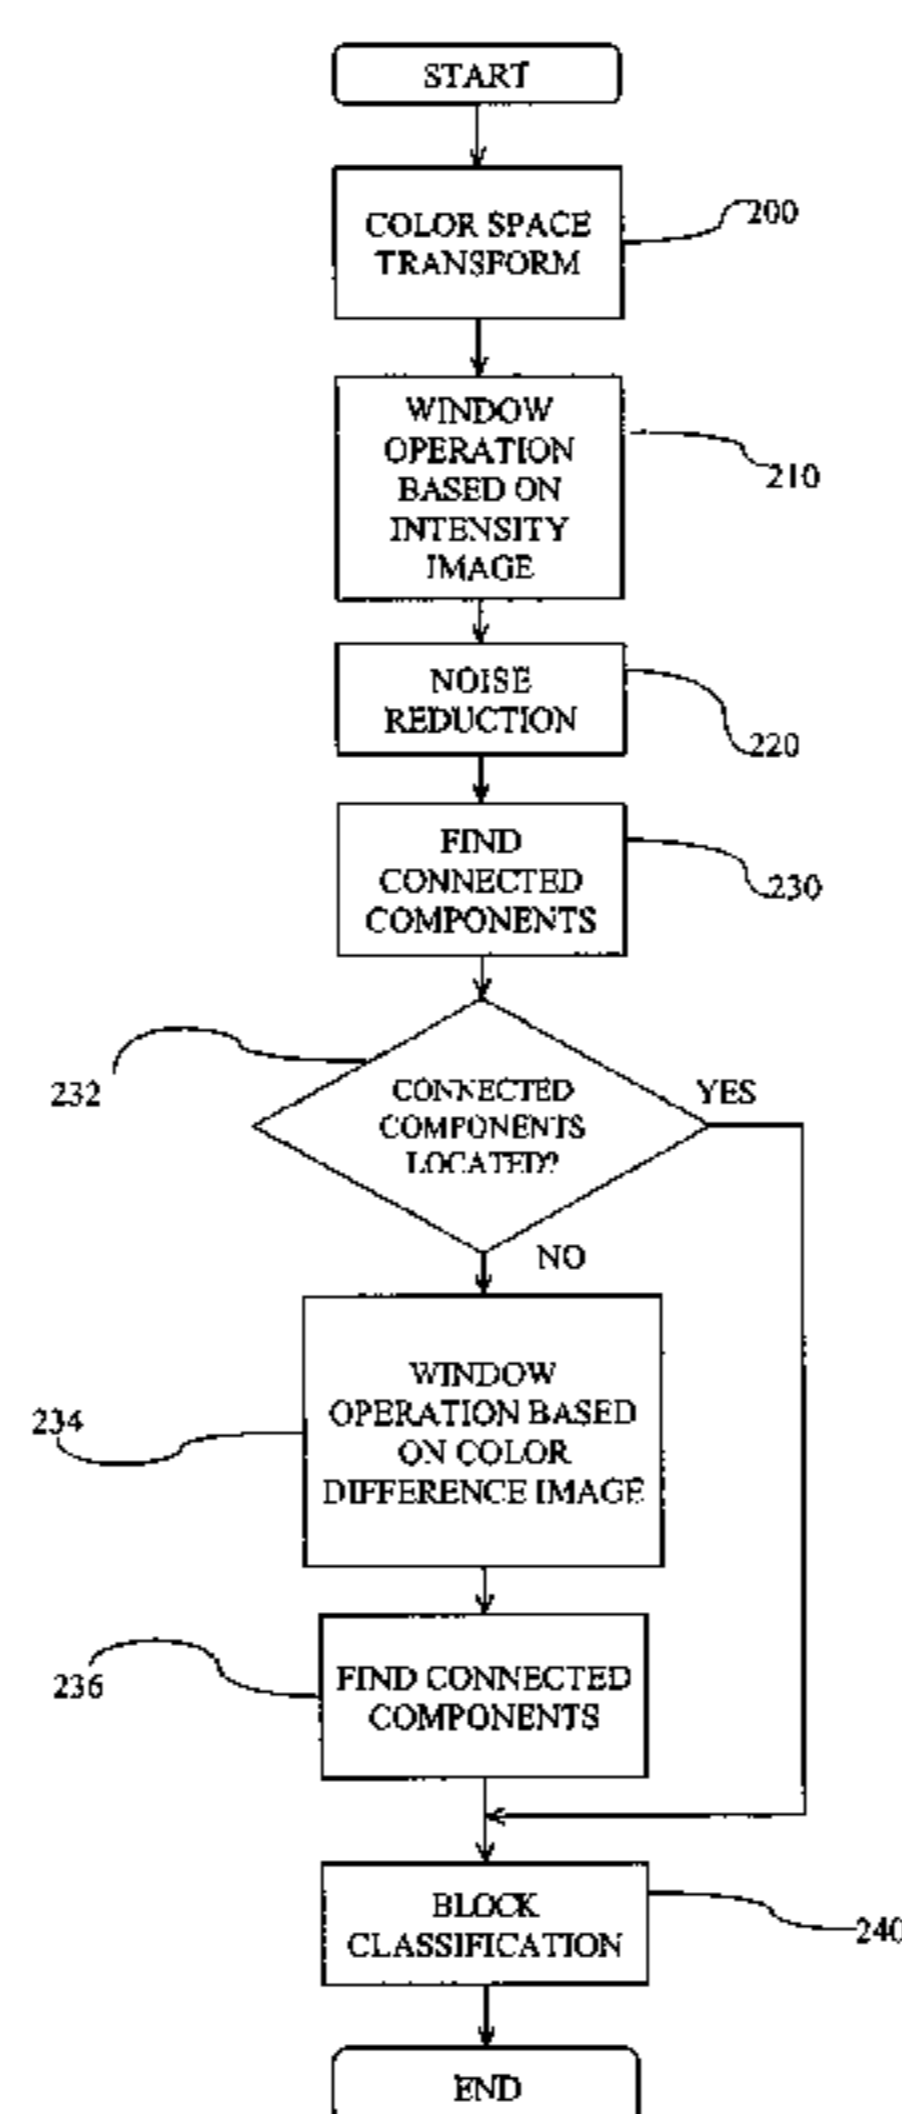 START
COLOR SPACE
TRANSFORM
200
WINDOW
OPERATION
BASED ON
INTENSITY
IMAGE
210
NOISE
REDUCTION
220
FIND
CONNECTED
COMPONENTS
230
232
CONNECTED
COMPONENTS
LOCATED?
YES
NO
WINDOW
OPERATION BASED
ON COLOR
DIFFERENCE IMAGE
234
FIND CONNECTED
COMPONENTS
236
BLOCK
CLASSIFICATION
240
END